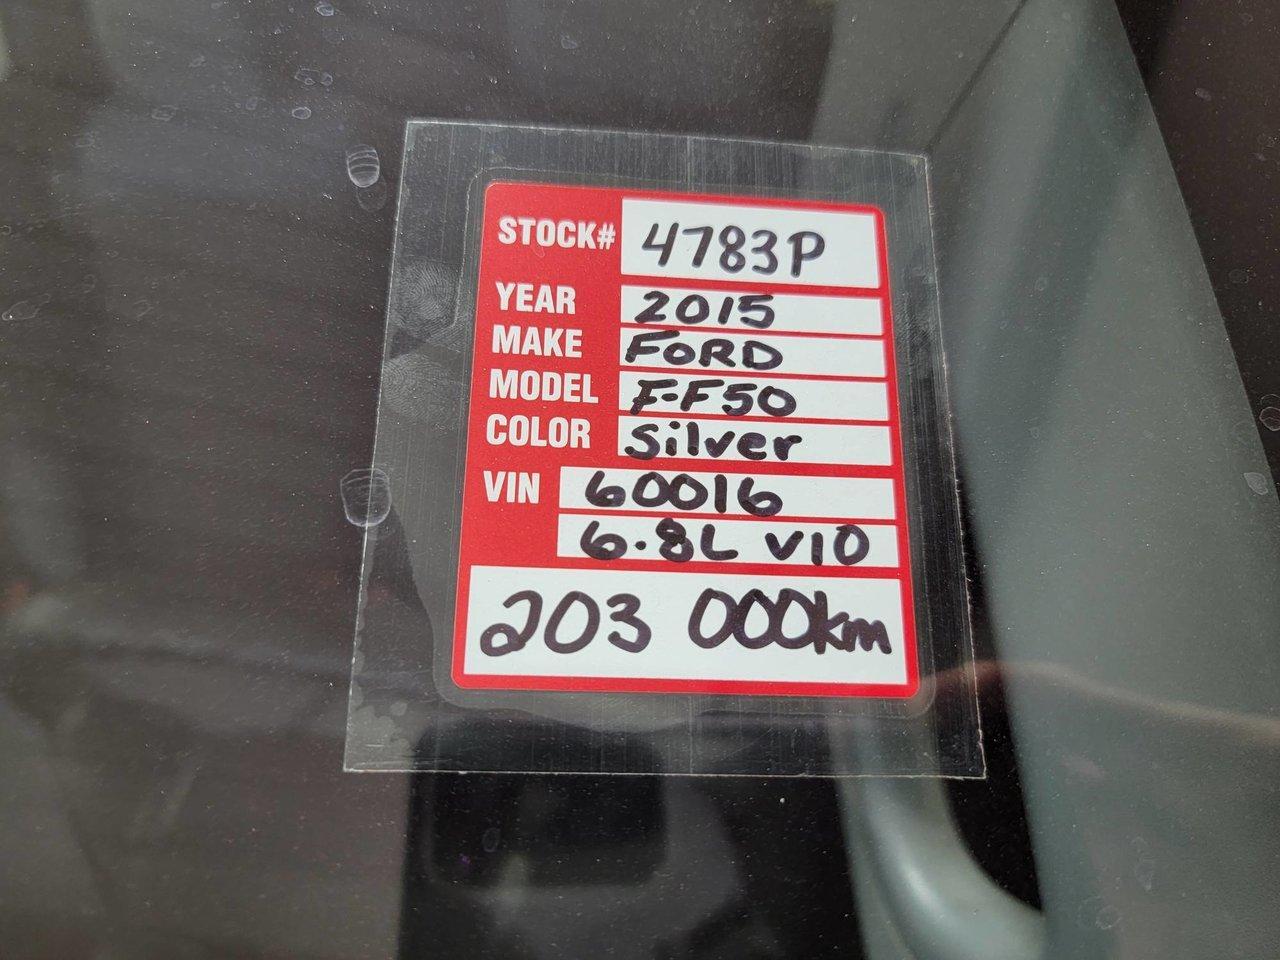 STOCK# 4783P
YEAR 2015
MAKE FORD
MODEL F-F50
COLOR Silver
VIN 60016
6.8L V10
203 000km